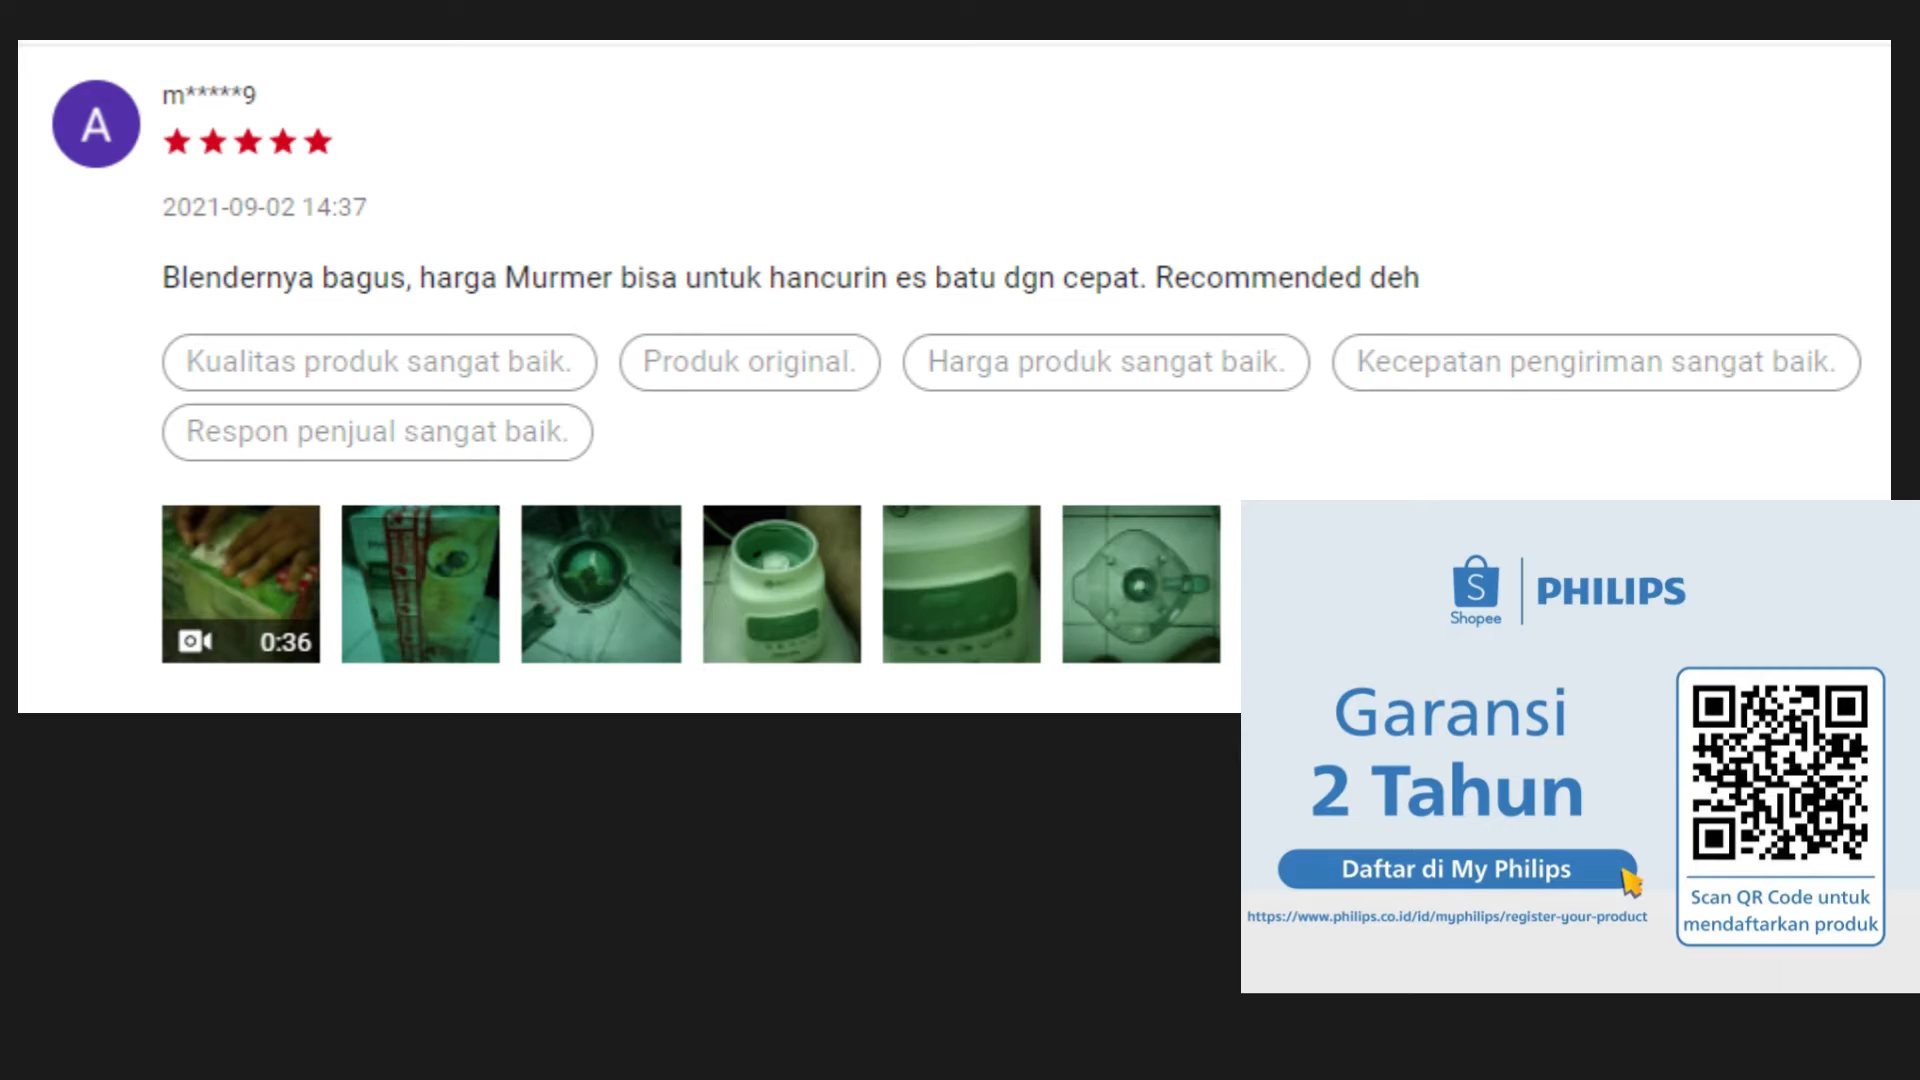 A
m*****9
2021-09-02 14:37
Blendernya bagus, harga Murmer bisa untuk hancurin es batu dgn cepat. Recommended deh
Kualitas produk sangat baik.
Produk original.
Harga produk sangat baik.
Kecepatan pengiriman sangat baik.
Respon penjual sangat baik.
0:36
S
Shopee
PHILIPS
Garansi
2 Tahun
Daftar di My Philips
https://www.philips.co.id/id/myphilips/register-your-product
Scan QR Code untuk
mendaftarkan produk